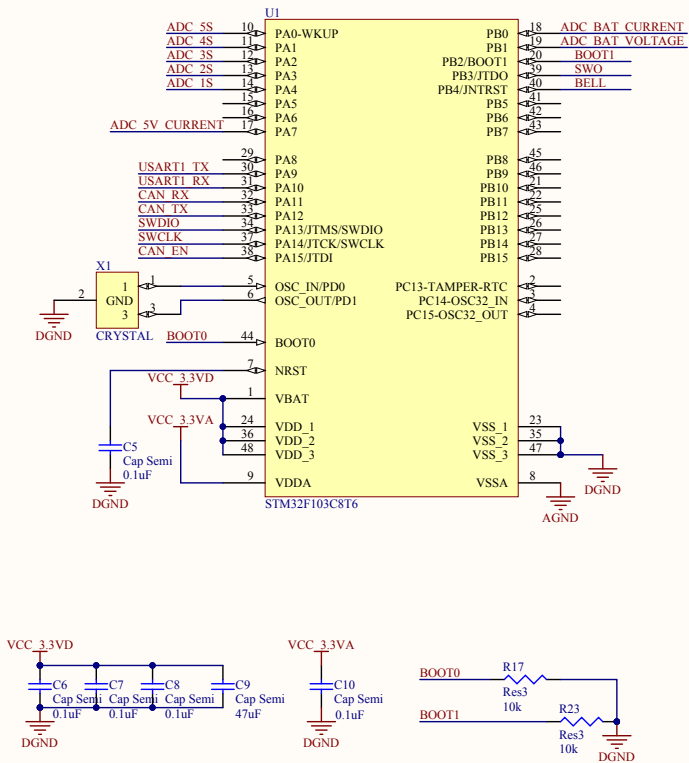 U1
ADC_5S 10 PA0-WKUP PB0 18 ADC_BAT_CURRENT
ADC_4S 11 PA1 PB1 19 ADC_BAT_VOLTAGE
ADC_3S 12 PA2 PB2/BOOT1 20 BOOT1
ADC_2S 13 PA3 PB3/JTDO 39 SWO
ADC_1S 14 PA4 PB4/JNTRST 40 BELL
15 PA5 PB5 41
16 PA6 PB6 42
ADC_5V_CURRENT 17 PA7 PB7 43
29 PA8 PB8 45
USART1_TX 30 PA9 PB9 46
USART1_RX 31 PA10 PB10 21
CAN_RX 32 PA11 PB11 22
CAN_TX 33 PA12 PB12 25
SWDIO 34 PA13/JTMS/SWDIO PB13 26
SWCLK 37 PA14/JTCK/SWCLK PB14 27
CAN_EN 38 PA15/JTDI PB15 28
X1
1 1 5 OSC_IN/PD0 PC13-TAMPER-RTC 2
2 GND 6 OSC_OUT/PD1 PC14-OSC32_IN 3
3 3 PC15-OSC32_OUT 4
DGND CRYSTAL BOOT0 44 BOOT0
7 NRST
VCC_3.3VD
1 VBAT
VCC_3.3VA 24 VDD_1 VSS_1 23
36 VDD_2 VSS_2 35
48 VDD_3 VSS_3 47
C5
Cap Semi
0.1uF
9 VDDA VSSA 8
DGND STM32F103C8T6 AGND DGND
VCC_3.3VD VCC_3.3VA
C6 C7 C8 C9 C10
Cap Semi Cap Semi Cap Semi Cap Semi Cap Semi
0.1uF 0.1uF 0.1uF 47uF 0.1uF
DGND DGND
BOOT0 R17
Res3
10k
BOOT1 R23
Res3
10k
DGND